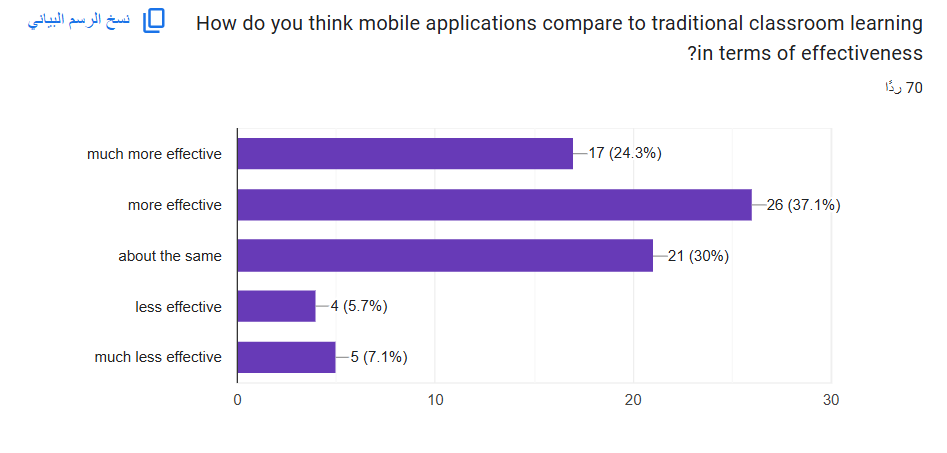 نسخ الرسم البياني
How do you think mobile applications compare to traditional classroom learning
?in terms of effectiveness
70 ردًا
much more effective 17 (24.3%)
more effective 26 (37.1%)
about the same 21 (30%)
less effective 4 (5.7%)
much less effective 5 (7.1%)
0 10 20 30